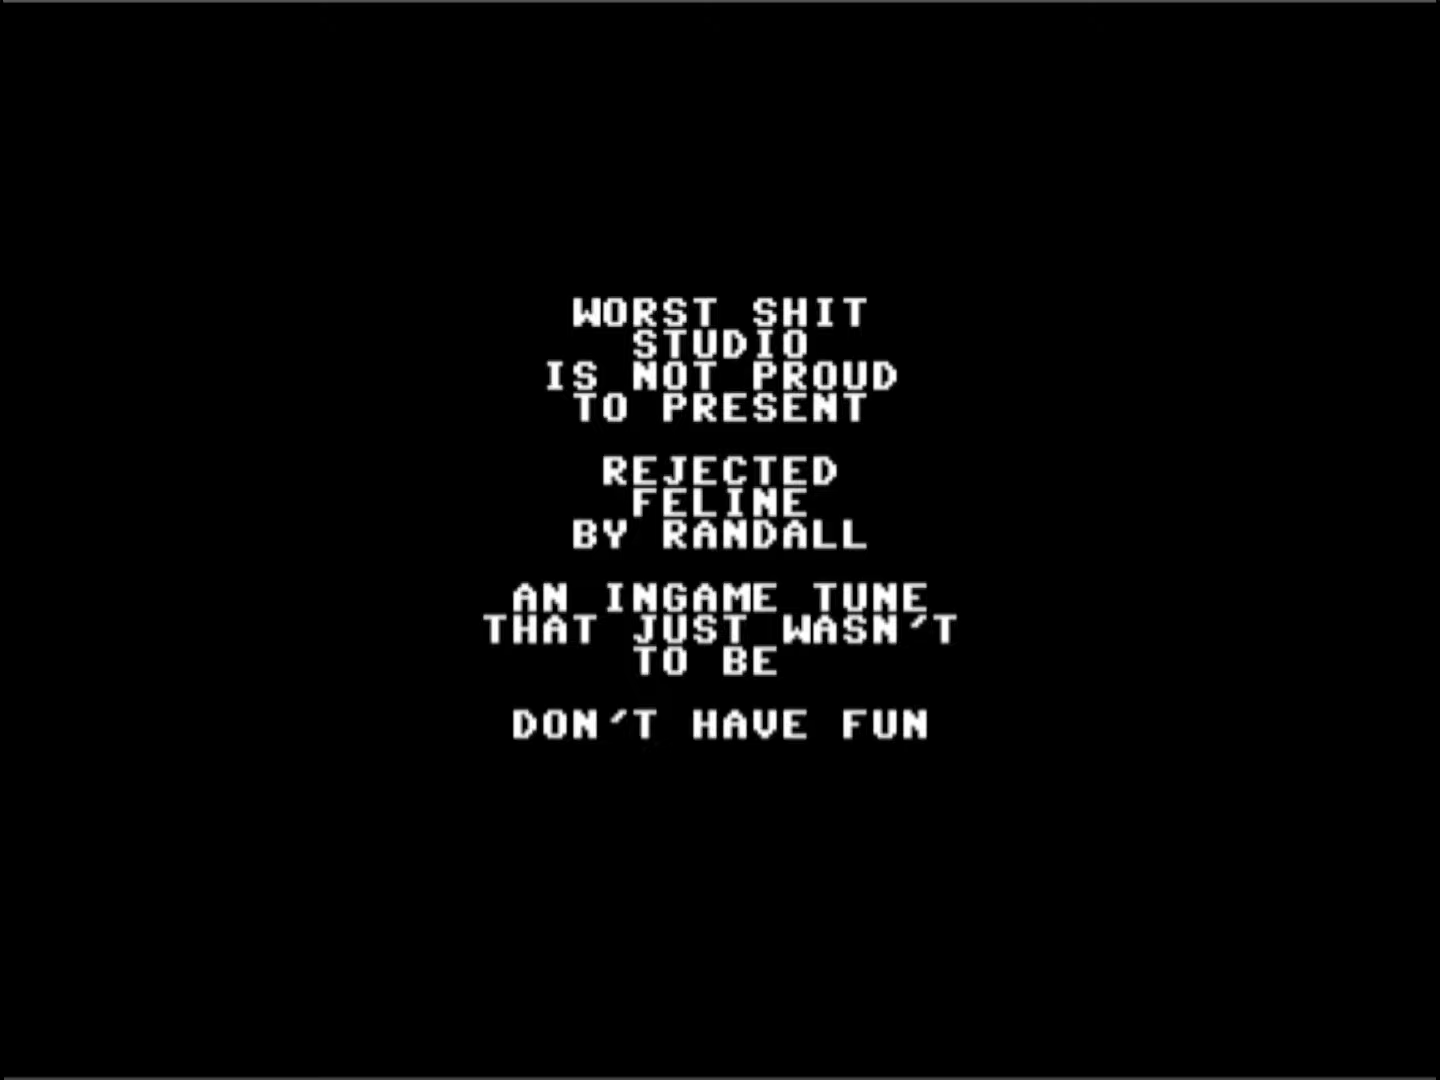 WORST SHIT
STUDIO
IS NOT PROUD
TO PRESENT
REJECTED
FELINE
BY RANDALL
AN INGAME TUNE
THAT JUST WASN'T
TO BE
DON'T HAVE FUN